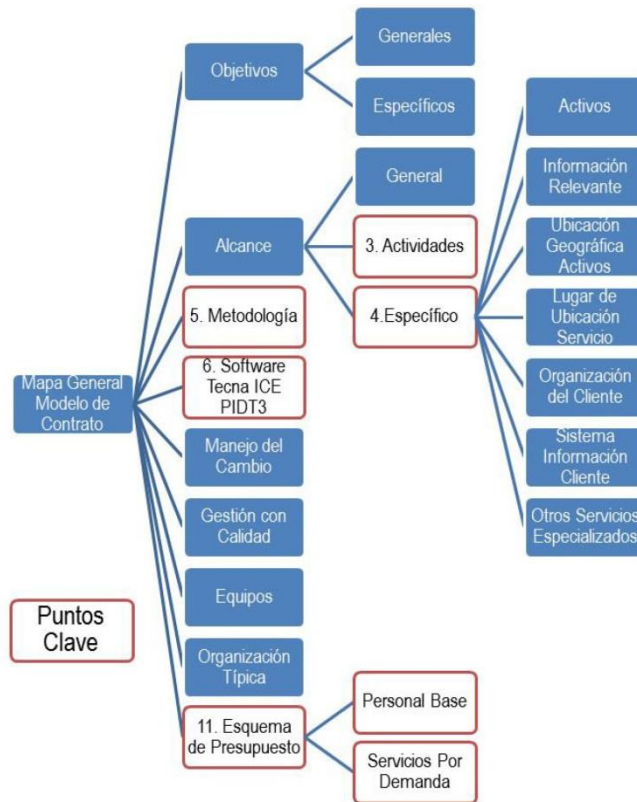 Mapa General
Modelo de
Contrato
Objetivos
Generales
Específicos
Alcance
General
3. Actividades
4.Específico
Activos
Información
Relevante
Ubicación
Geográfica
Activos
Lugar de
Ubicación
Servicio
Organización
del Cliente
Sistema
Información
Cliente
Otros Servicios
Especializados
5. Metodología
6. Software
Tecna ICE
PIDT3
Manejo del
Cambio
Gestión con
Calidad
Equipos
Organización
Típica
11. Esquema
de Presupuesto
Personal Base
Servicios Por
Demanda
Puntos
Clave